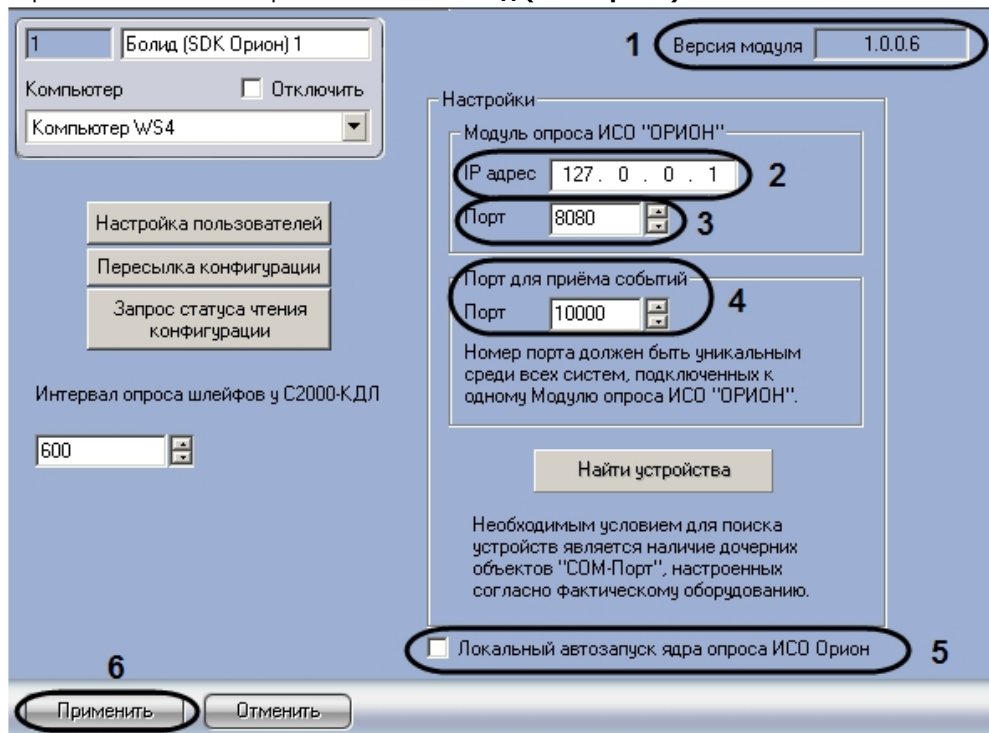 1
Болид (SDK Орион) 1
Компьютер
Отключить
Компьютер WS4
Настройка пользователей
Пересылка конфигурации
Запрос статуса чтения
конфигурации
Интервал опроса шлейфов у С2000-КДЛ
600
1
Версия модуля
1.0.0.6
Настройки
Модуль опроса ИСО "ОРИОН"
IP адрес
127. 0 . 0 . 1
2
Порт
8080
3
Порт для приёма событий
Порт
10000
4
Номер порта должен быть уникальным
среди всех систем, подключенных к
одному Модулю опроса ИСО "ОРИОН".
Найти устройства
Необходимым условием для поиска
устройств является наличие дочерних
объектов "COM-Порт", настроенных
согласно фактическому оборудованию.
Локальный автозапуск ядра опроса ИСО Орион
5
6
Применить
Отменить